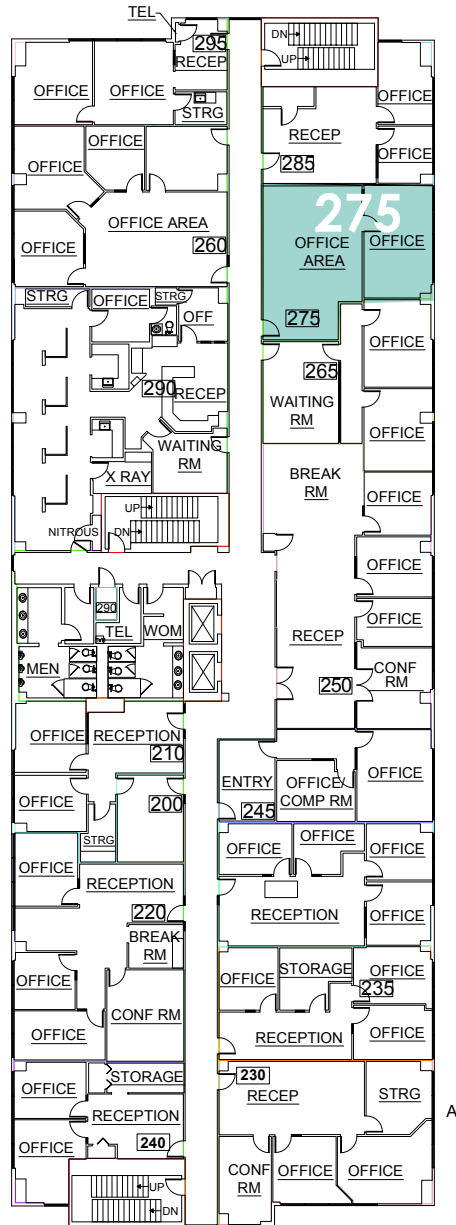 TEL
295
RECEP
DN
UP
OFFICE
OFFICE
STRG
OFFICE
RECEP
285
OFFICE
OFFICE
OFFICE
OFFICE AREA
260
OFFICE
275
OFFICE
AREA
OFFICE
275
STRG
OFFICE
STRG
OFF
290
RECEP
WAITING
RM
X RAY
UP
DN
NITROUS
265
WAITING
RM
OFFICE
OFFICE
BREAK
RM
OFFICE
OFFICE
OFFICE
RECEP
CONF
RM
250
290
TEL
WOM
MEN
OFFICE
RECEPTION
210
OFFICE
200
STRG
ENTRY
245
OFFICE/
COMP RM
OFFICE
OFFICE
RECEPTION
220
BREAK
RM
OFFICE
CONF RM
OFFICE
OFFICE
OFFICE
OFFICE
RECEPTION
OFFICE
OFFICE
STORAGE
OFFICE
235
RECEPTION
OFFICE
OFFICE
STORAGE
RECEPTION
OFFICE
240
UP
DN
230
RECEP
STRG
CONF
RM
OFFICE
OFFICE
A